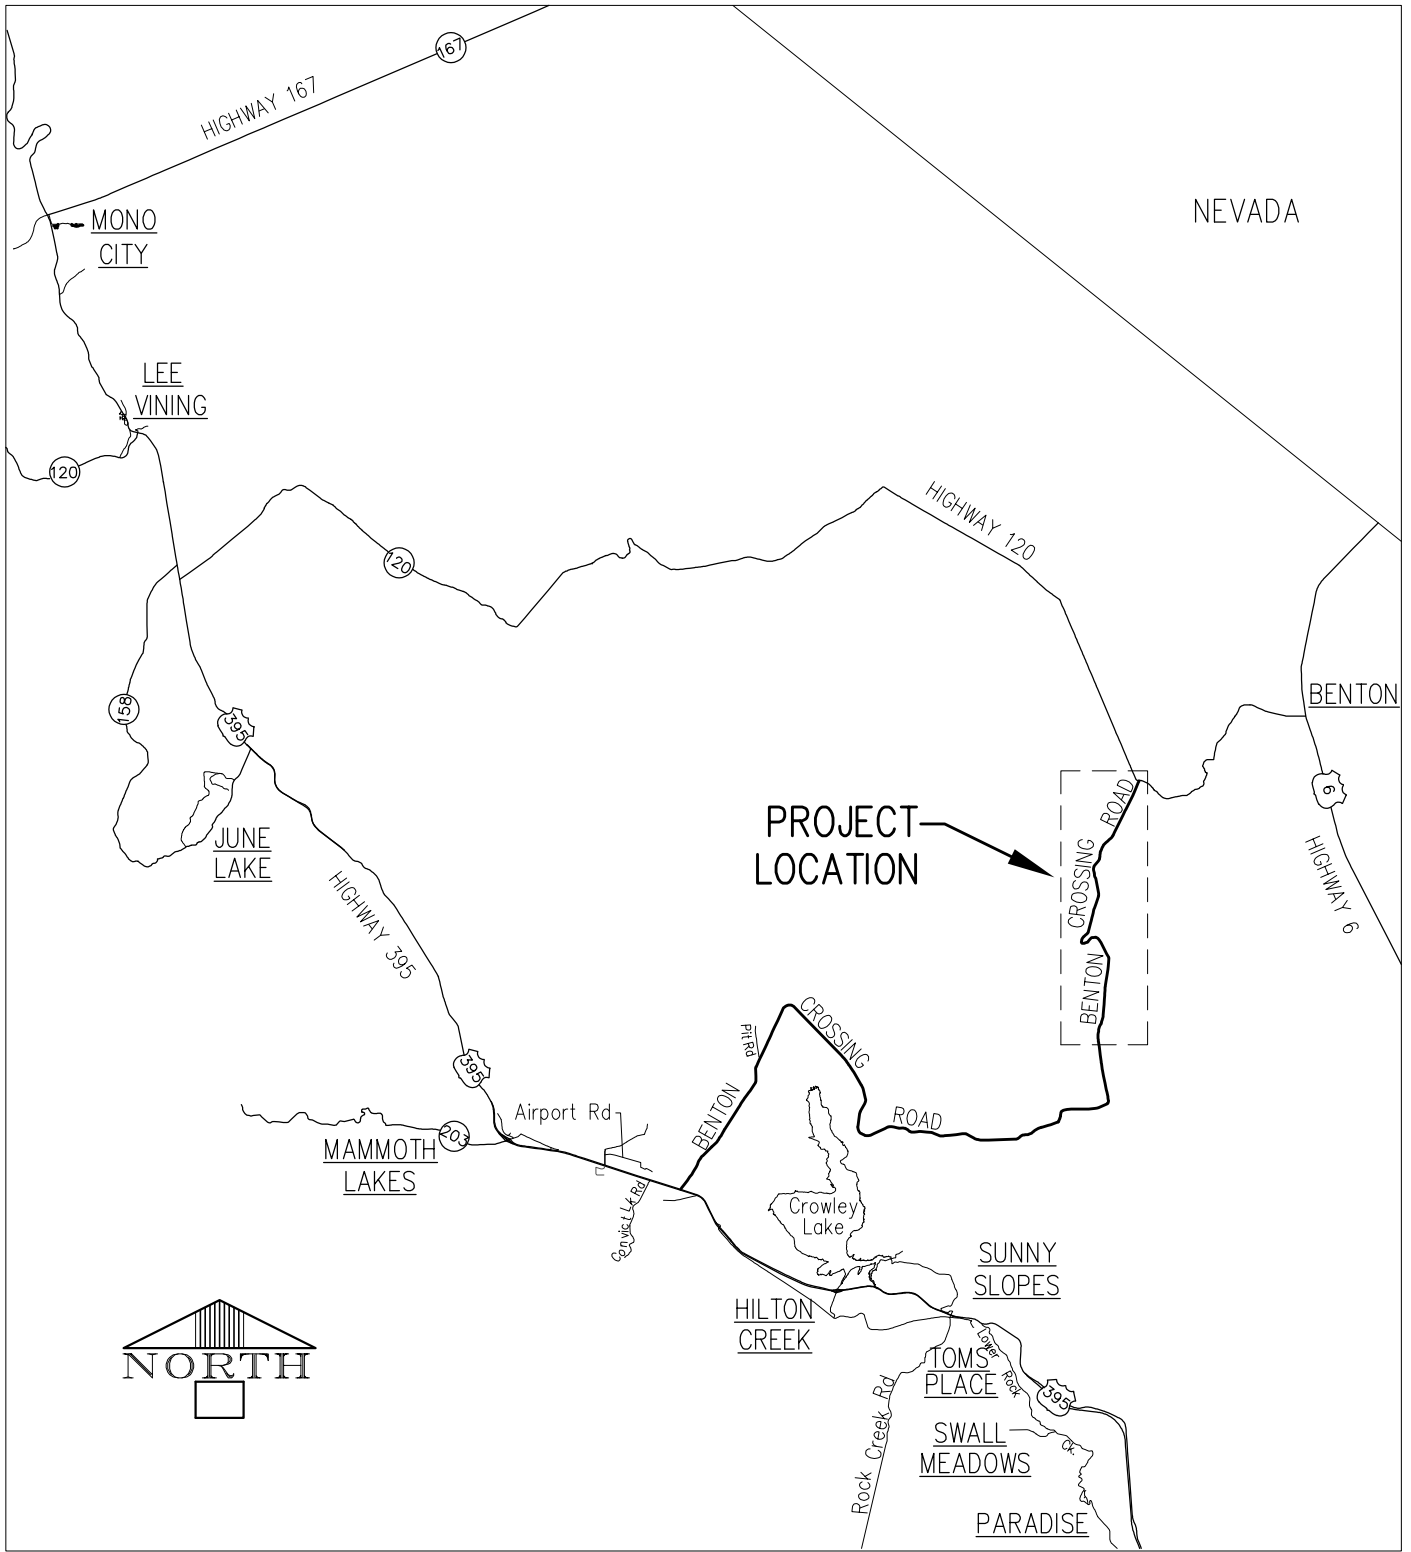 167
HIGHWAY 167
NEVADA
MONO
CITY
LEE
VINING
120
HIGHWAY 120
120
BENTON
158
395
6
JUNE
LAKE
PROJECT
LOCATION
ROAD
CROSSING
BENTON
HIGHWAY 6
HIGHWAY 395
Pit Rd
CROSSING
395
BENTON
ROAD
Airport Rd
203
MAMMOTH
LAKES
Convict Lk Rd
Crowley
Lake
SUNNY
SLOPES
HILTON
CREEK
NORTH
TOMS
PLACE
Lower
Rock
Ck.
395
Rock Creek Rd
SWALL
MEADOWS
PARADISE